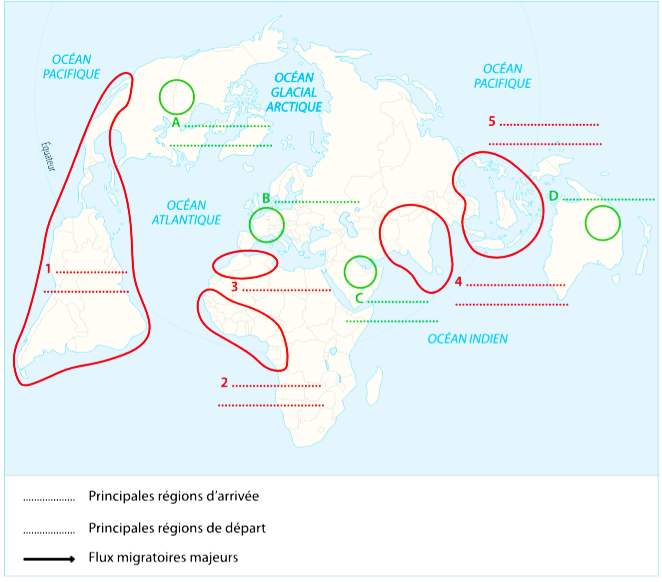 OCÉAN
PACIFIQUE
OCÉAN
GLACIAL
ARCTIQUE
OCÉAN
PACIFIQUE
A ....................
....................
5 ....................
....................
Équateur
OCÉAN
ATLANTIQUE
B ....................
D ....................
1 ....................
....................
3 ....................
C ....................
....................
4 ....................
....................
OCÉAN INDIEN
2 ....................
....................
.................... Principales régions d'arrivée
.................... Principales régions de départ
Flux migratoires majeurs